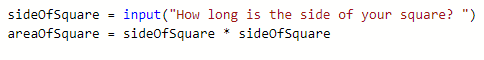 sideOfSquare = input("How long is the side of your square? ")
areaOfSquare = sideOfSquare * sideOfSquare